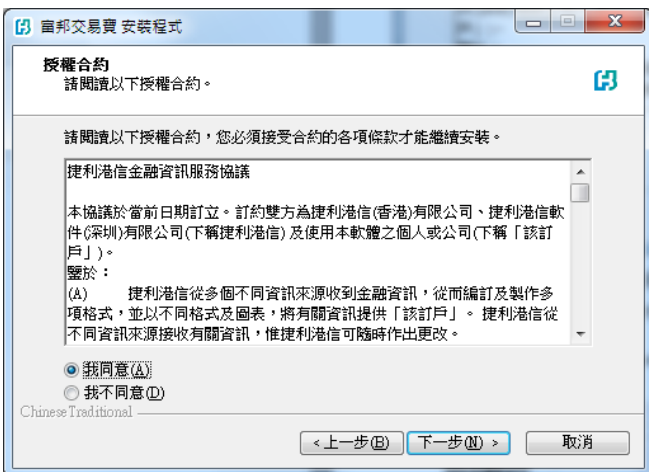 富邦交易寶 安裝程式
授權合約
請閱讀以下授權合約。
請閱讀以下授權合約，您必須接受合約的各項條款才能繼續安裝。
捷利港信金融資訊服務協議
本協議於當前日期訂立。訂約雙方為捷利港信(香港)有限公司、捷利港信軟
件(深圳)有限公司(下稱捷利港信) 及使用本軟體之個人或公司(下稱「該訂
戶」)。
鑒於：
(A) 捷利港信從多個不同資訊來源收到金融資訊，從而編訂及製作多
項格式，並以不同格式及圖表，將有關資訊提供「該訂戶」。 捷利港信從
不同資訊來源接收有關資訊，惟捷利港信可隨時作出更改。
我同意(A)
我不同意(D)
Chinese Traditional
<上一步(B)
下一步(N) >
取消